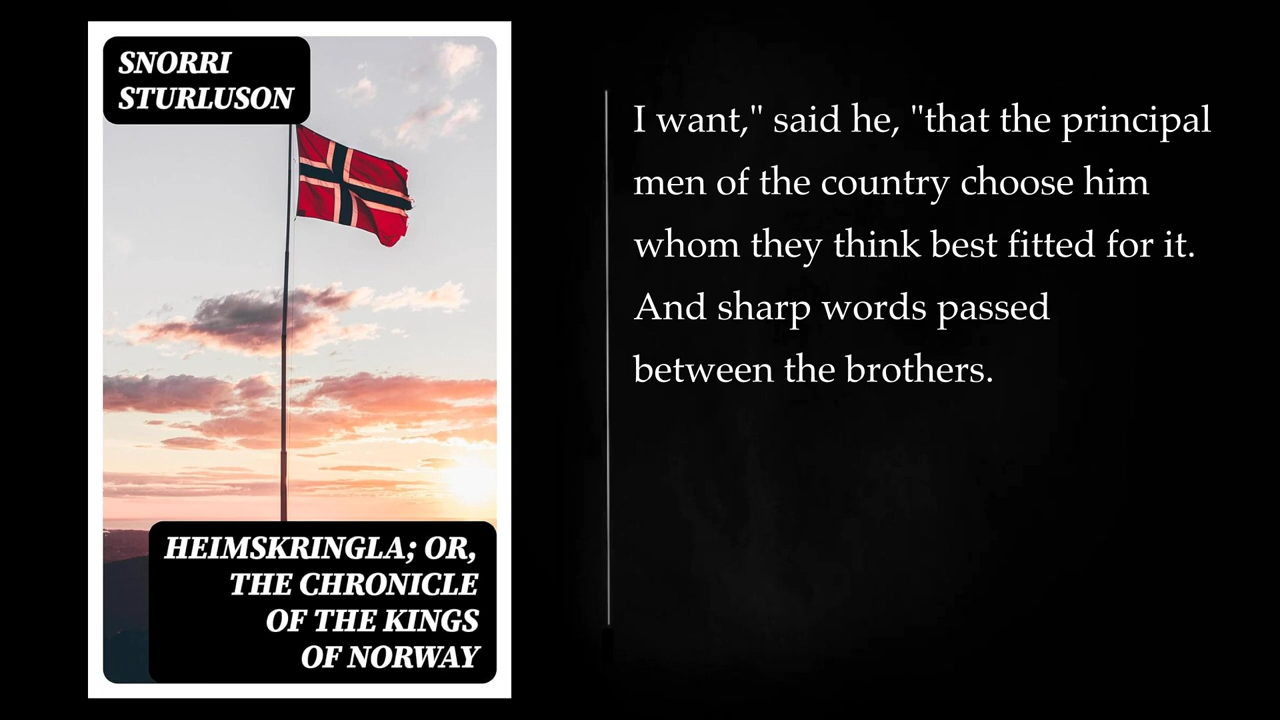 SNORRI
STURLUSON
HEIMSKRINGLA; OR,
THE CHRONICLE
OF THE KINGS
OF NORWAY
I want," said he, "that the principal
men of the country choose him
whom they think best fitted for it.
And sharp words passed
between the brothers.